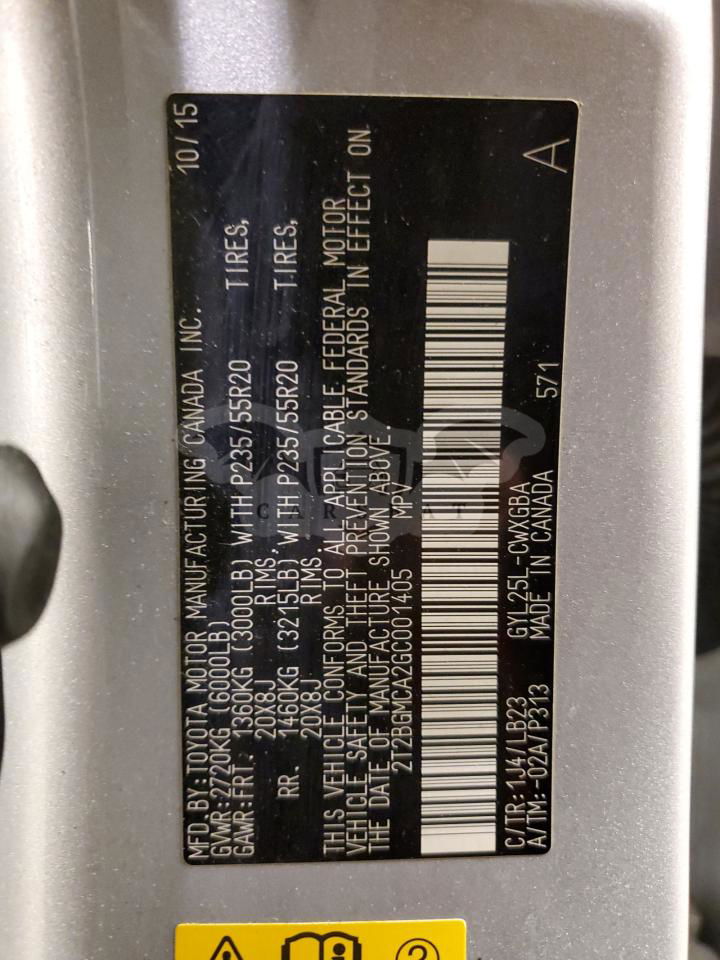 MFD.BY:TOYOTA MOTOR MANUFACTURING CANADA INC. 10/15
GVWR:2720KG (6000LB)
GAWR:FRT. 1360KG (3000LB) WITH P235/55R20 TIRES,
20X8J RIMS,
RR. 1460KG (3215LB) WITH P235/55R20 TIRES,
20X8J RIMS.
THIS VEHICLE CONFORMS TO ALL APPLICABLE FEDERAL MOTOR
VEHICLE SAFETY AND THEFT PREVENTION STANDARDS IN EFFECT ON
THE DATE OF MANUFACTURE SHOWN ABOVE.
2T2BGMCA2GC001405 MPV
C/TR:1J4/LB23 GYL25L-CWXGBA A
A/TM:-02A/P313 MADE IN CANADA 571